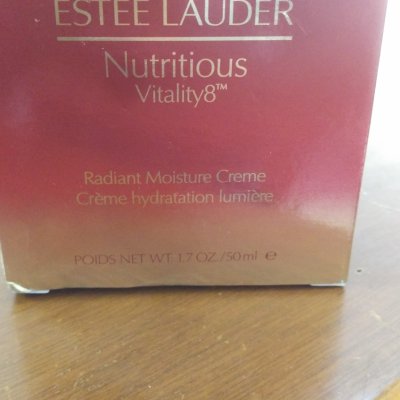 ESTEE LAUDER
Nutritious
Vitality8™
Radiant Moisture Creme
Crème hydratation lumière
POIDS NET WT. 1.7 OZ./50 ml ℮